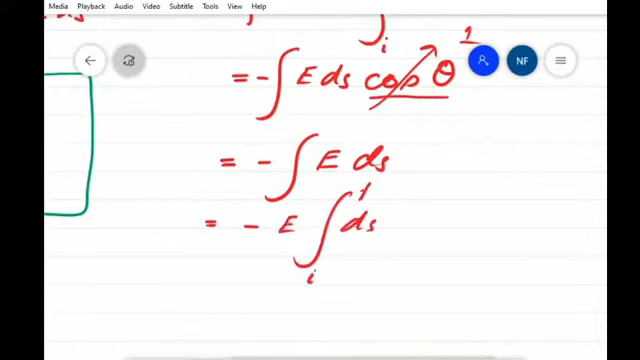 Media Playback Audio Video Subtitle Tools View Help
i
1
= - ∫ E ds cos θ
NF
= - ∫ E ds
= - E ∫ ds
i